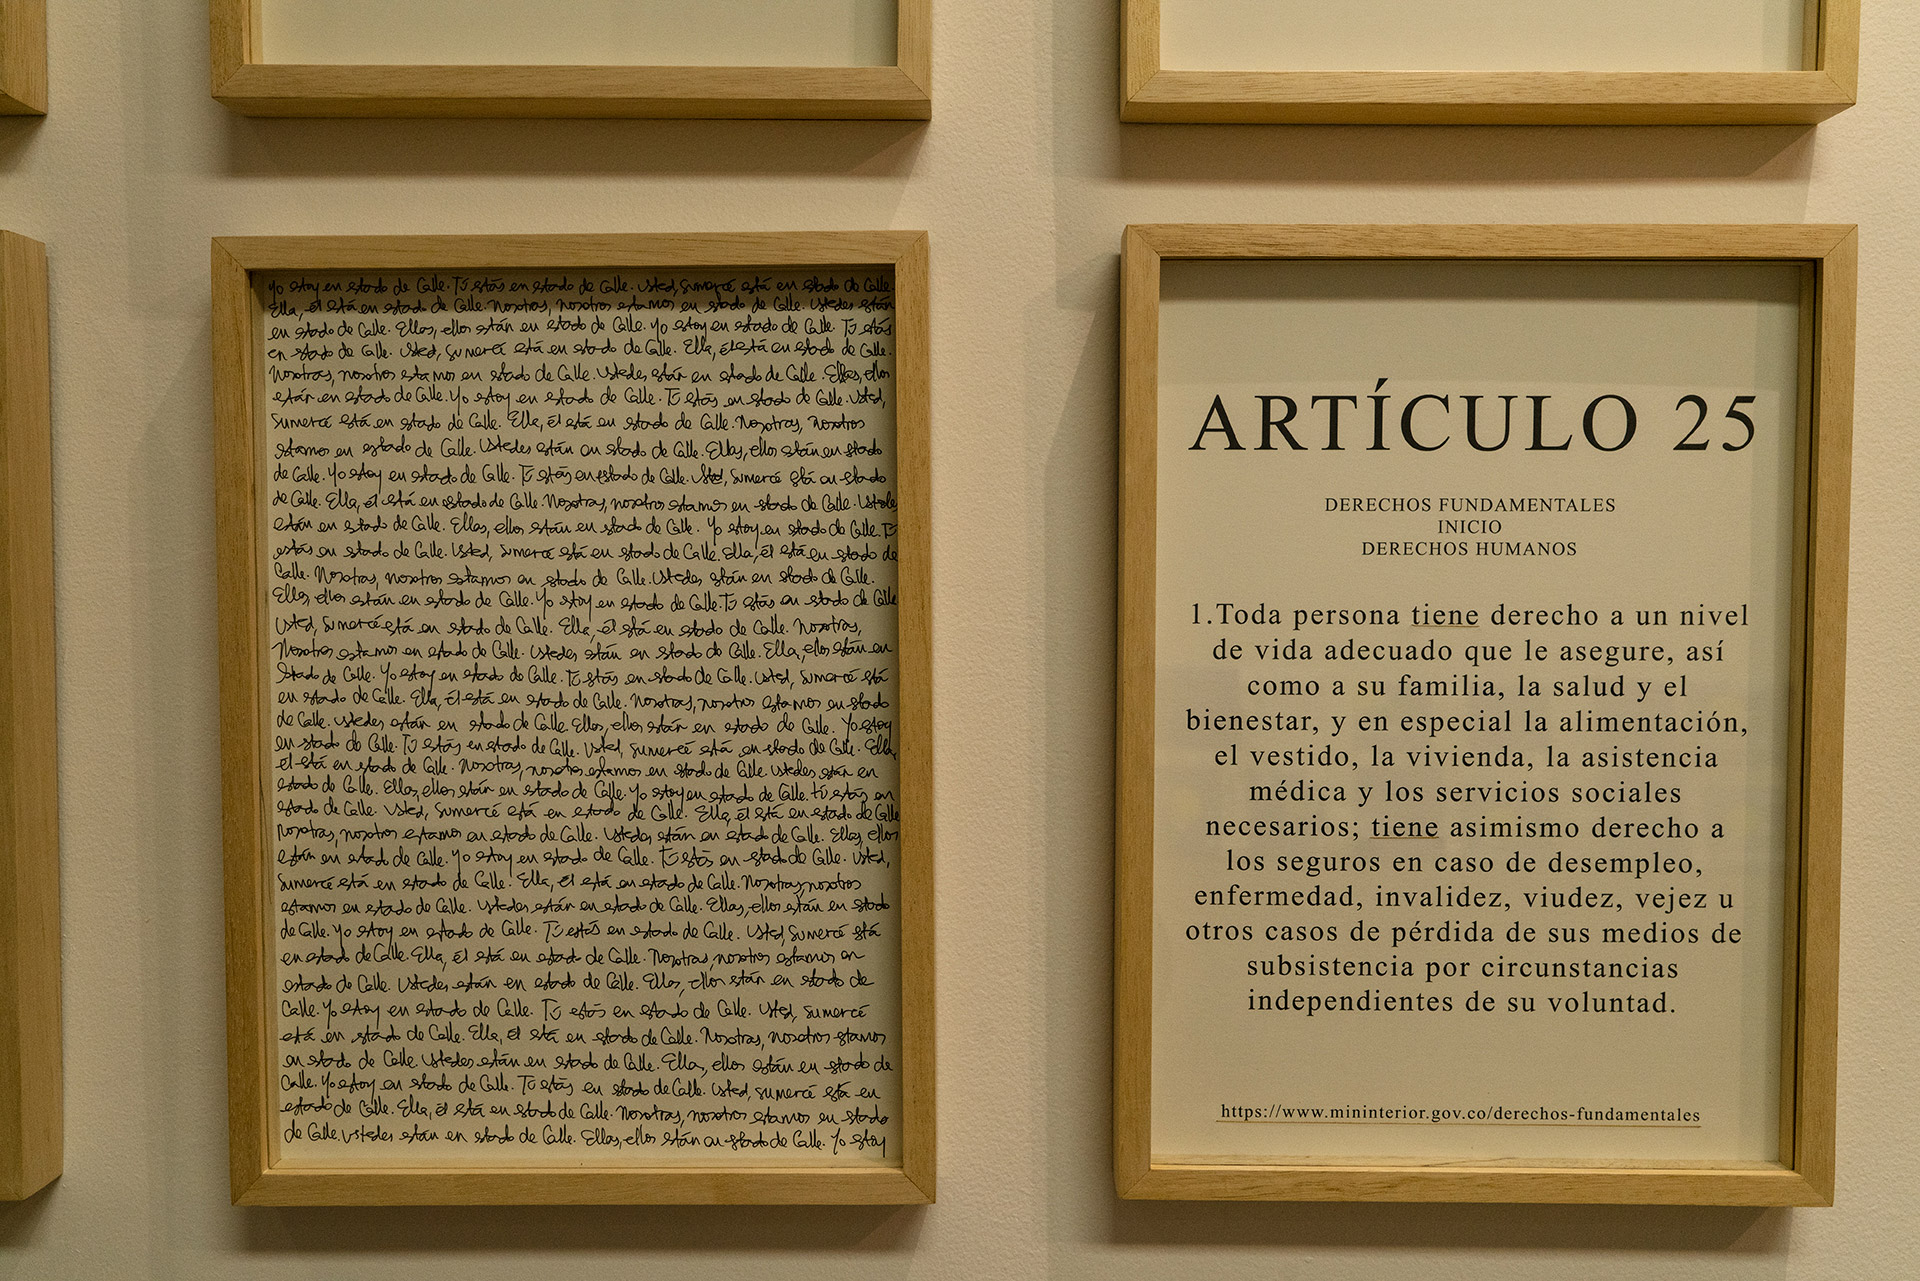 Yo estoy en estado de Calle. Tú estás en estado de Calle. Usted, Sumercé está en estado de Calle.
Ella, él está en estado de Calle. Nosotras, nosotros estamos en estado de Calle. Ustedes están
en estado de Calle. Ellas, ellos están en estado de Calle. Yo estoy en estado de Calle. Tú estás
en estado de Calle. Usted, sumercé está en estado de Calle. Ella, él está en estado de Calle.
Nosotras, nosotros estamos en estado de Calle. Ustedes están en estado de Calle. Ellas, ellos
están en estado de Calle. Yo estoy en estado de Calle. Tú estás en estado de Calle. Usted,
Sumercé está en estado de Calle. Ella, él está en estado de Calle. Nosotras, nosotros
estamos en estado de Calle. Ustedes están en estado de Calle. Ellas, ellos están en estado
de Calle. Yo estoy en estado de Calle. Tú estás en estado de Calle. Usted, sumercé está en estado
de Calle. Ella, él está en estado de Calle. Nosotras, nosotros estamos en estado de Calle. Ustedes
están en estado de Calle. Ellas, ellos están en estado de Calle. Yo estoy en estado de Calle. Tú
estás en estado de Calle. Usted, sumercé está en estado de Calle. Ella, él está en estado de
Calle. Nosotras, nosotros estamos en estado de Calle. Ustedes están en estado de Calle.
Ellas, ellos están en estado de Calle. Yo estoy en estado de Calle. Tú estás en estado de Calle
Usted, Sumercé está en estado de Calle. Ella, él está en estado de Calle. Nosotras,
Nosotros estamos en estado de Calle. Ustedes están en estado de Calle. Ellas, ellos están en
estado de Calle. Yo estoy en estado de Calle. Tú estás en estado de Calle. Usted, sumercé está
en estado de Calle. Ella, él está en estado de Calle. Nosotras, nosotros estamos en estado
de Calle. Ustedes están en estado de Calle. Ellas, ellos están en estado de Calle. Yo estoy
en estado de Calle. Tú estás en estado de Calle. Usted, sumercé está en estado de Calle. Ella,
él está en estado de Calle. Nosotras, nosotros estamos en estado de Calle. Ustedes están en
estado de Calle. Ellas, ellos están en estado de Calle. Yo estoy en estado de Calle. Tú estás en
estado de Calle. Usted, sumercé está en estado de Calle. Ella, él está en estado de Calle
Nosotras, nosotros estamos en estado de Calle. Ustedes están en estado de Calle. Ellas, ellos
están en estado de Calle. Yo estoy en estado de Calle. Tú estás en estado de Calle. Usted,
Sumercé está en estado de Calle. Ella, él está en estado de Calle. Nosotras, nosotros
estamos en estado de Calle. Ustedes están en estado de Calle. Ellas, ellos están en estado
de Calle. Yo estoy en estado de Calle. Tú estás en estado de Calle. Usted, Sumercé está
en estado de Calle. Ella, él está en estado de Calle. Nosotras, nosotros estamos en
estado de Calle. Ustedes están en estado de Calle. Ellas, ellos están en estado de
Calle. Yo estoy en estado de Calle. Tú estás en estado de Calle. Usted, sumercé
está en estado de Calle. Ella, él está en estado de Calle. Nosotras, nosotros estamos
en estado de Calle. Ustedes están en estado de Calle. Ellas, ellos están en estado de
Calle. Yo estoy en estado de Calle. Tú estás en estado de Calle. Usted, sumercé está en
estado de Calle. Ella, él está en estado de Calle. Nosotras, nosotros estamos en estado
de Calle. Ustedes están en estado de Calle. Ellas, ellos están en estado de Calle. Yo estoy
ARTÍCULO 25
DERECHOS FUNDAMENTALES
INICIO
DERECHOS HUMANOS
1.Toda persona tiene derecho a un nivel
de vida adecuado que le asegure, así
como a su familia, la salud y el
bienestar, y en especial la alimentación,
el vestido, la vivienda, la asistencia
médica y los servicios sociales
necesarios; tiene asimismo derecho a
los seguros en caso de desempleo,
enfermedad, invalidez, viudez, vejez u
otros casos de pérdida de sus medios de
subsistencia por circunstancias
independientes de su voluntad.
https://www.mininterior.gov.co/derechos-fundamentales